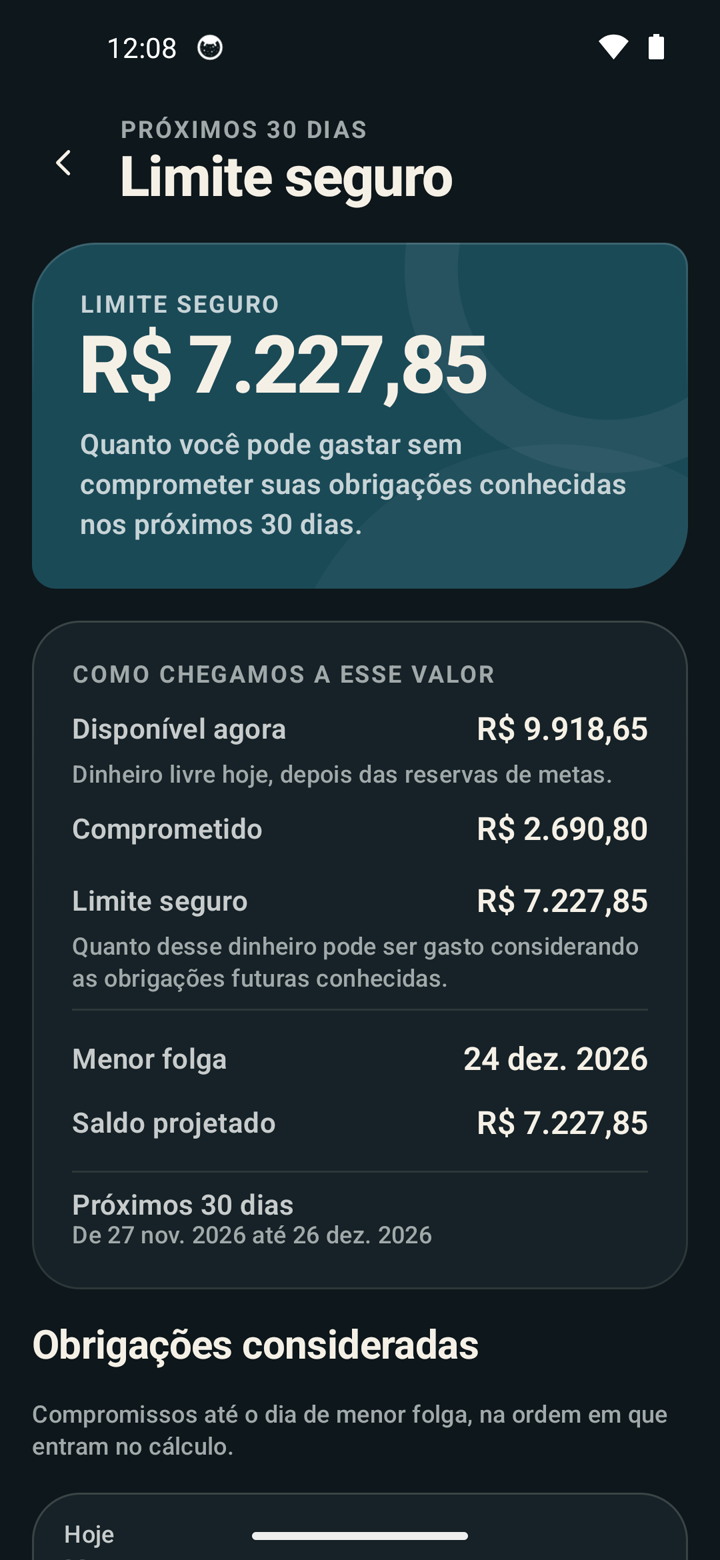 12:08
PRÓXIMOS 30 DIAS
Limite seguro
LIMITE SEGURO
R$ 7.227,85
Quanto você pode gastar sem
comprometer suas obrigações conhecidas
nos próximos 30 dias.
COMO CHEGAMOS A ESSE VALOR
Disponível agora R$ 9.918,65
Dinheiro livre hoje, depois das reservas de metas.
Comprometido R$ 2.690,80
Limite seguro R$ 7.227,85
Quanto desse dinheiro pode ser gasto considerando
as obrigações futuras conhecidas.
Menor folga 24 dez. 2026
Saldo projetado R$ 7.227,85
Próximos 30 dias
De 27 nov. 2026 até 26 dez. 2026
Obrigações consideradas
Compromissos até o dia de menor folga, na ordem em que
entram no cálculo.
Hoje